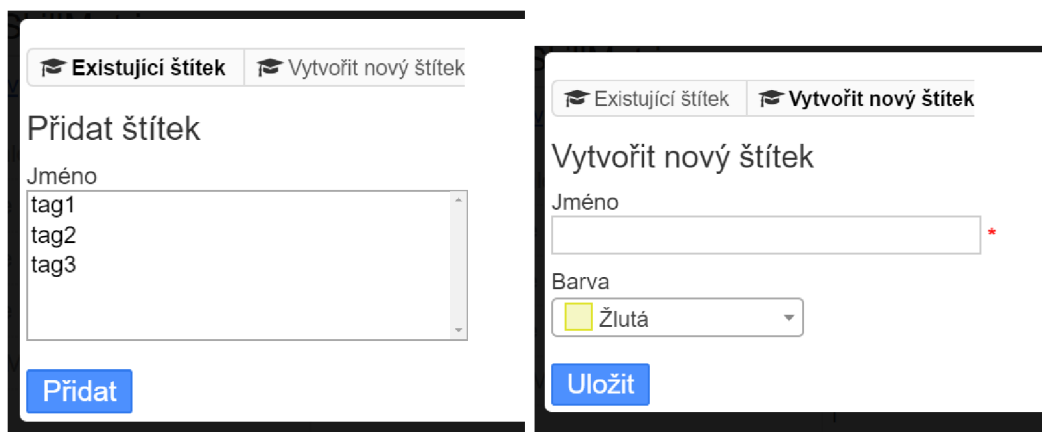 Existující štítek Vytvořit nový štítek
Přidat štítek
Jméno
tag1
tag2
tag3
Přidat
Existující štítek Vytvořit nový štítek
Vytvořit nový štítek
Jméno
*
Barva
Žlutá
Uložit